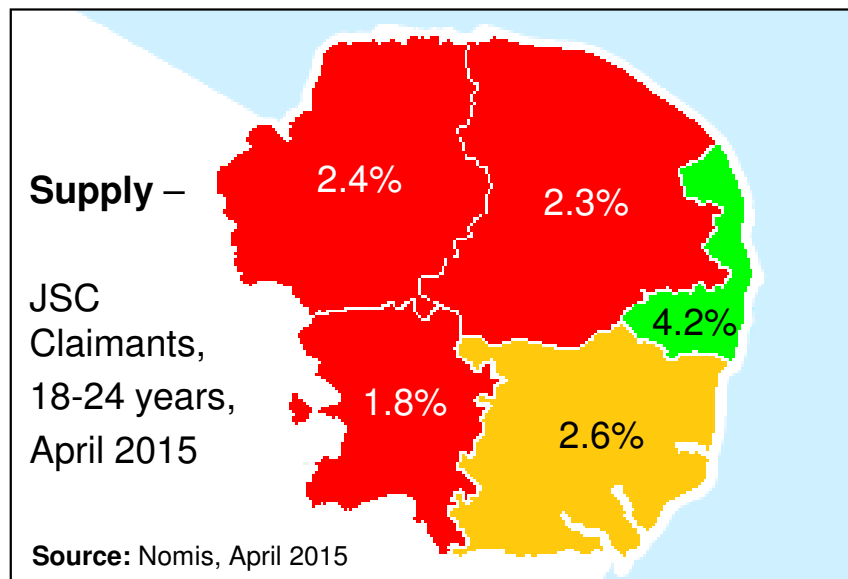 Supply –
2.4%
2.3%
JSC
Claimants,
18-24 years,
April 2015
4.2%
1.8%
2.6%
Source: Nomis, April 2015